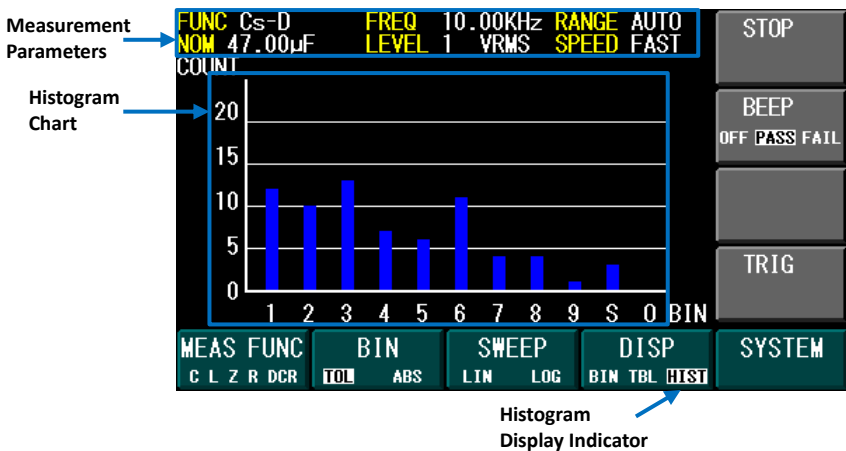 Measurement
Parameters
FUNC Cs-D FREQ 10.00KHz RANGE AUTO
NOM 47.00µF LEVEL 1 VRMS SPEED FAST
COUNT
STOP
Histogram
Chart
20
15
10
5
0
1 2 3 4 5 6 7 8 9 S O BIN
BEEP
OFF PASS FAIL
TRIG
MEAS FUNC
C L Z R DCR
BIN
TOL ABS
SWEEP
LIN LOG
DISP
BIN TBL HIST
SYSTEM
Histogram
Display Indicator